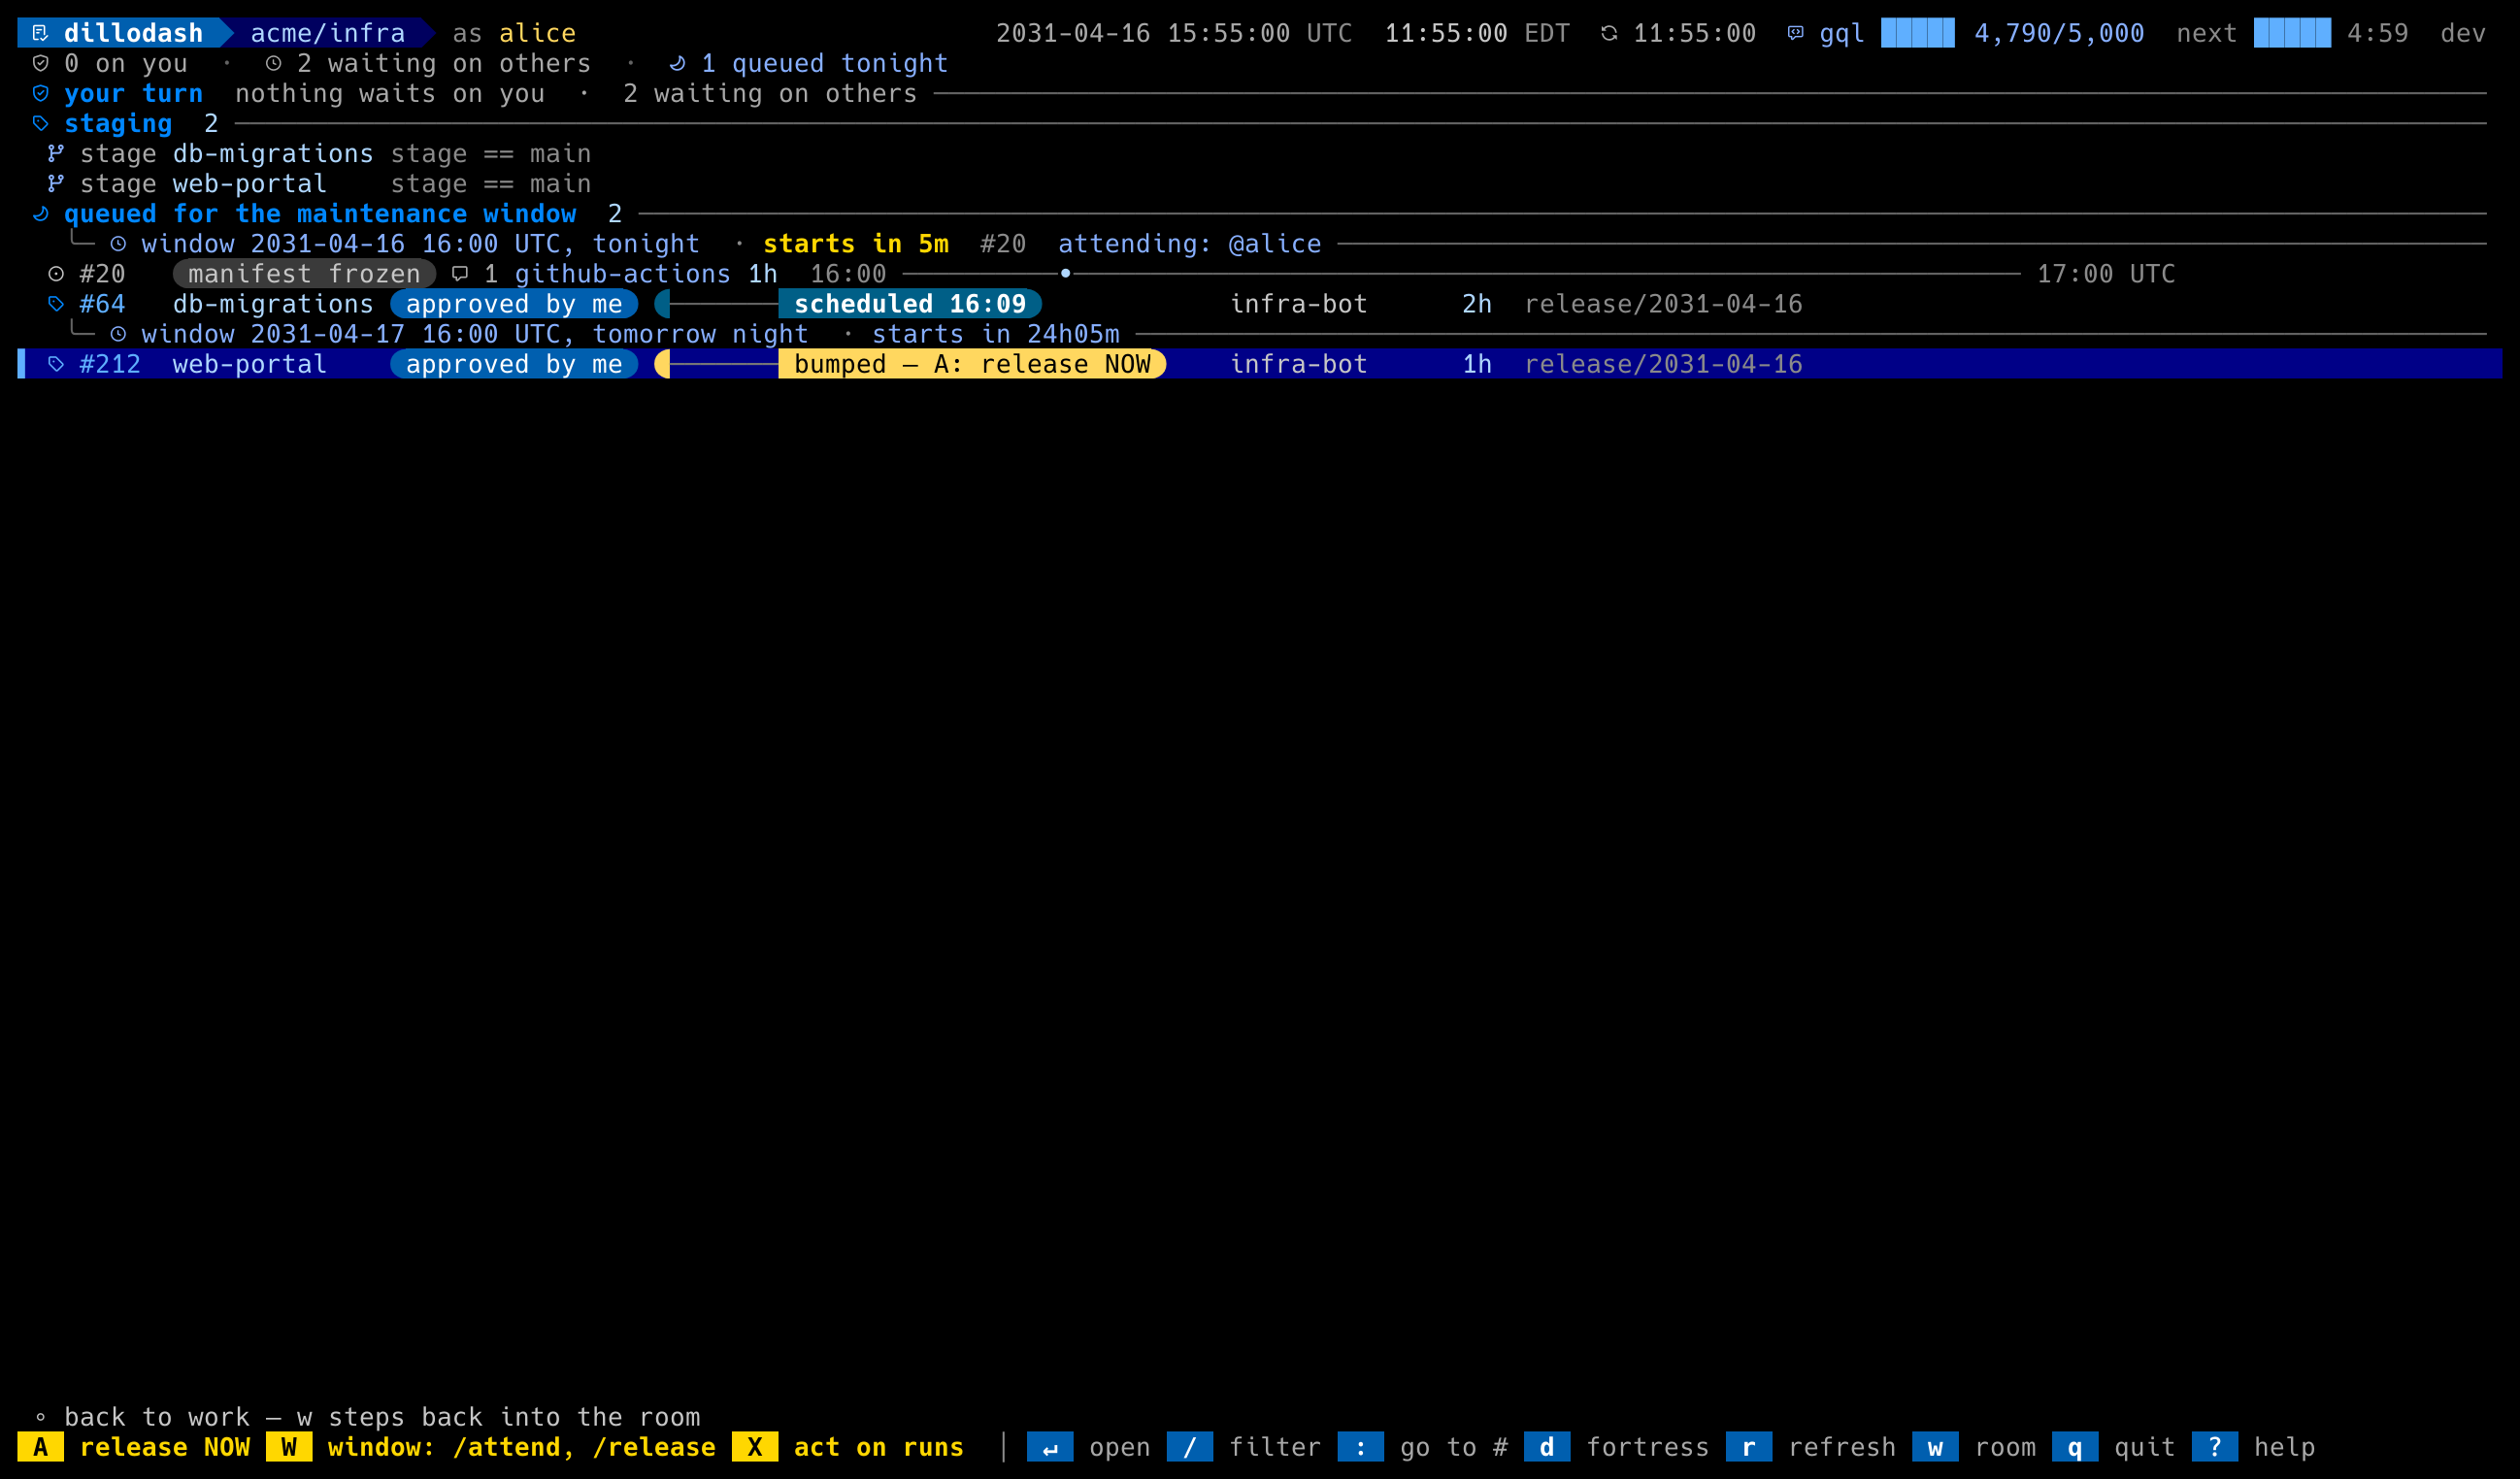 dillodash acme/infra as alice 2031-04-16 15:55:00 UTC 11:55:00 EDT 11:55:00 gql 4,790/5,000 next 4:59 dev
0 on you · 2 waiting on others · 1 queued tonight
your turn nothing waits on you · 2 waiting on others
staging 2
stage db-migrations stage == main
stage web-portal stage == main
queued for the maintenance window 2
window 2031-04-16 16:00 UTC, tonight · starts in 5m #20 attending: @alice
#20 manifest frozen 1 github-actions 1h 16:00 17:00 UTC
#64 db-migrations approved by me scheduled 16:09 infra-bot 2h release/2031-04-16
window 2031-04-17 16:00 UTC, tomorrow night · starts in 24h05m
#212 web-portal approved by me bumped — A: release NOW infra-bot 1h release/2031-04-16
back to work — w steps back into the room
A release NOW W window: /attend, /release X act on runs │ ↵ open / filter : go to # d fortress r refresh w room q quit ? help